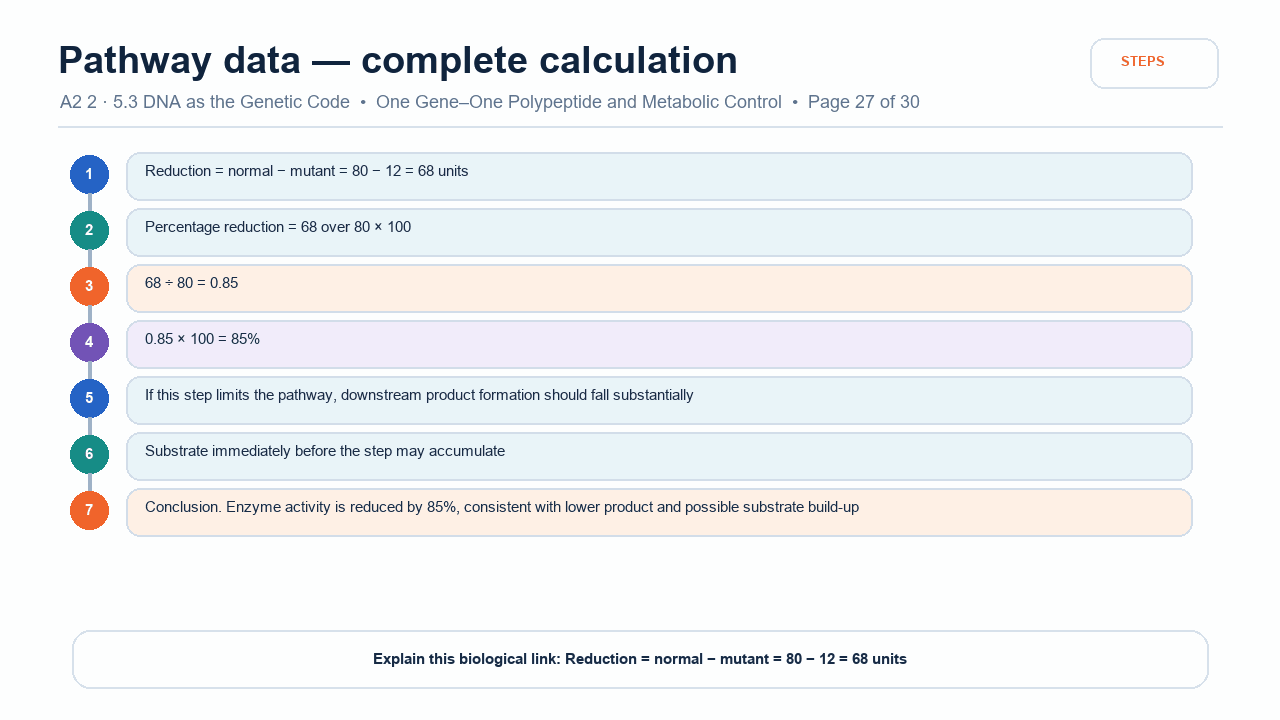 Pathway data — complete calculation
STEPS
A2 2 · 5.3 DNA as the Genetic Code • One Gene–One Polypeptide and Metabolic Control • Page 27 of 30
1 Reduction = normal − mutant = 80 − 12 = 68 units
2 Percentage reduction = 68 over 80 × 100
3 68 ÷ 80 = 0.85
4 0.85 × 100 = 85%
5 If this step limits the pathway, downstream product formation should fall substantially
6 Substrate immediately before the step may accumulate
7 Conclusion. Enzyme activity is reduced by 85%, consistent with lower product and possible substrate build-up
Explain this biological link: Reduction = normal − mutant = 80 − 12 = 68 units